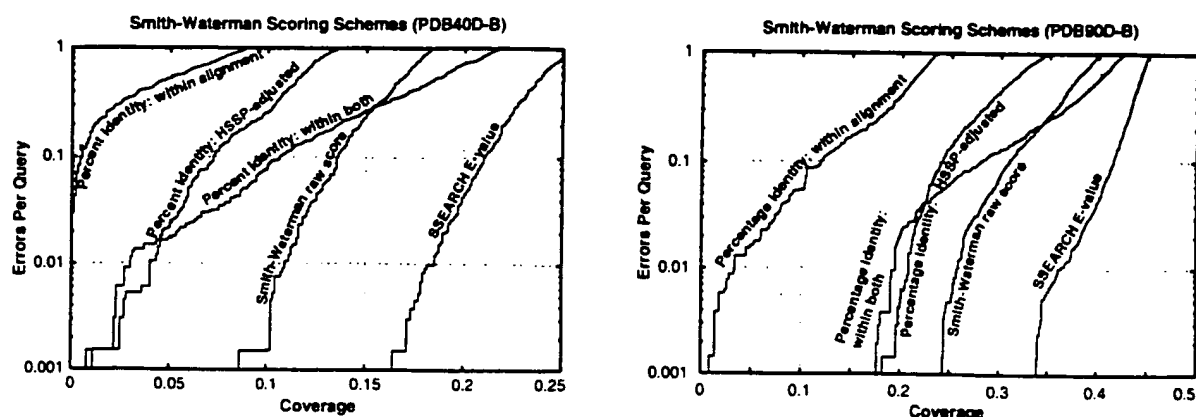 Smith-Waterman Scoring Schemes (PDB40D-B)
Errors Per Query
1
0.1
0.01
0.001
Percent Identity: within alignment
Percent Identity: HSSP-adjusted
Percent Identity: within both
Smith-Waterman raw score
SSEARCH E-value
0
0.05
0.1
0.15
0.2
0.25
Coverage
Smith-Waterman Scoring Schemes (PDB90D-B)
Errors Per Query
1
0.1
0.01
0.001
Percentage Identity: within alignment
Percentage Identity:
within both
Percentage Identity: HSSP-adjusted
Smith-Waterman raw score
SSEARCH E-value
0
0.1
0.2
0.3
0.4
0.5
Coverage